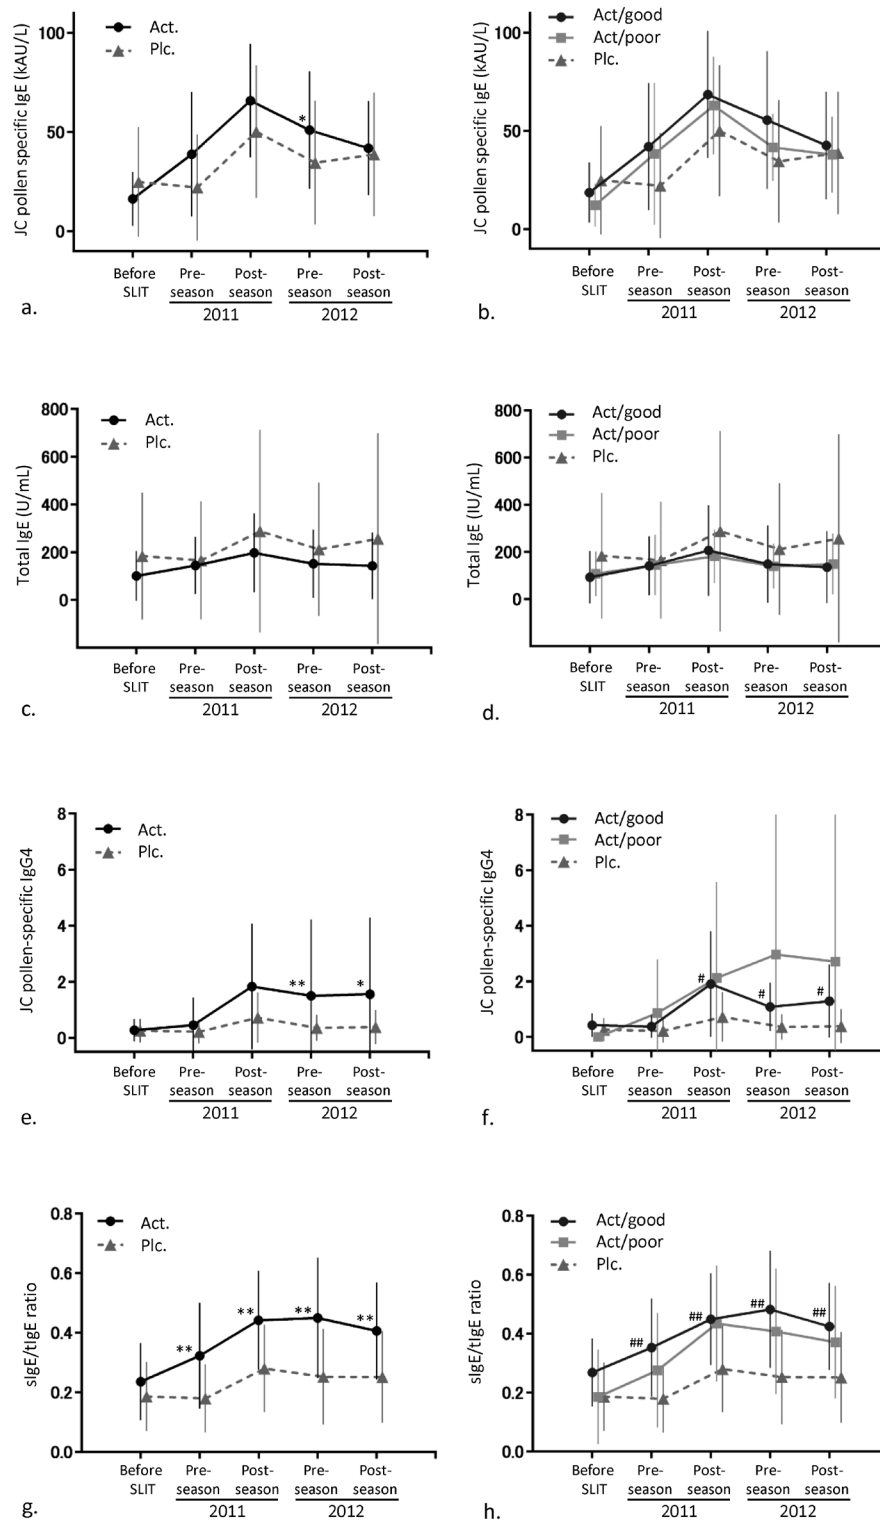 JC pollen specific IgE (kAU/L)
100
50
0
Act.
Plc.
*
Before SLIT
Pre-season
Post-season
Pre-season
Post-season
2011
2012
a.
JC pollen specific IgE (kAU/L)
100
50
0
Act/good
Act/poor
Plc.
Before SLIT
Pre-season
Post-season
Pre-season
Post-season
2011
2012
b.
Total IgE (U/mL)
800
600
400
200
0
Act.
Plc.
Before SLIT
Pre-season
Post-season
Pre-season
Post-season
2011
2012
c.
Total IgE (IU/mL)
800
600
400
200
0
Act/good
Act/poor
Plc.
Before SLIT
Pre-season
Post-season
Pre-season
Post-season
2011
2012
d.
JC pollen-specific IgG4
8
6
4
2
0
Act.
Plc.
**
*
Before SLIT
Pre-season
Post-season
Pre-season
Post-season
2011
2012
e.
JC pollen-specific IgG4
8
6
4
2
0
Act/good
Act/poor
Plc.
#
#
#
Before SLIT
Pre-season
Post-season
Pre-season
Post-season
2011
2012
f.
sIgE/tIgE ratio
0.8
0.6
0.4
0.2
0.0
Act.
Plc.
**
**
**
**
Before SLIT
Pre-season
Post-season
Pre-season
Post-season
2011
2012
g.
sIgE/tIgE ratio
0.8
0.6
0.4
0.2
0.0
Act/good
Act/poor
Plc.
##
##
##
##
Before SLIT
Pre-season
Post-season
Pre-season
Post-season
2011
2012
h.